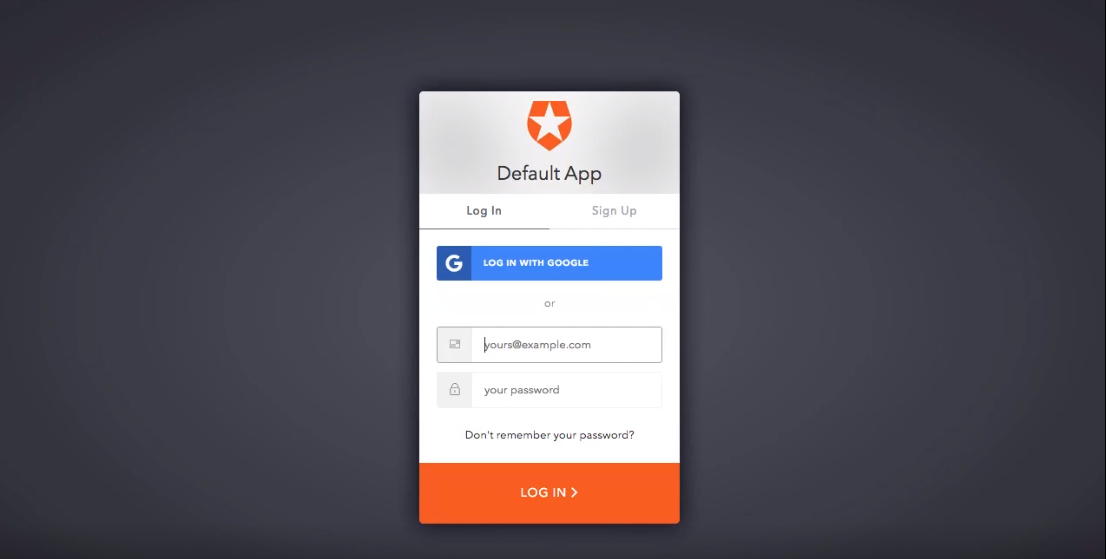 Default App
Log In Sign Up
G LOG IN WITH GOOGLE
or
yours@example.com
your password
Don't remember your password?
LOG IN >